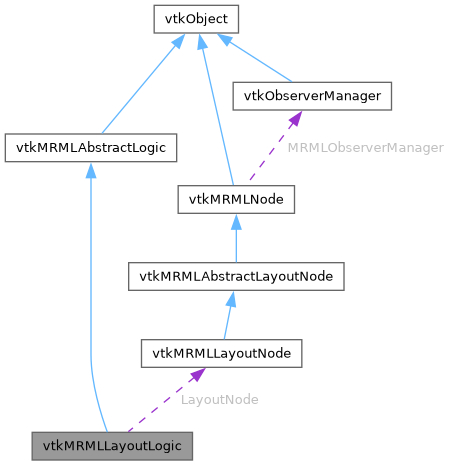 vtkObject
vtkObserverManager
vtkMRMLAbstractLogic
MRMLObserverManager
vtkMRMLNode
vtkMRMLAbstractLayoutNode
vtkMRMLLayoutNode
LayoutNode
vtkMRMLLayoutLogic